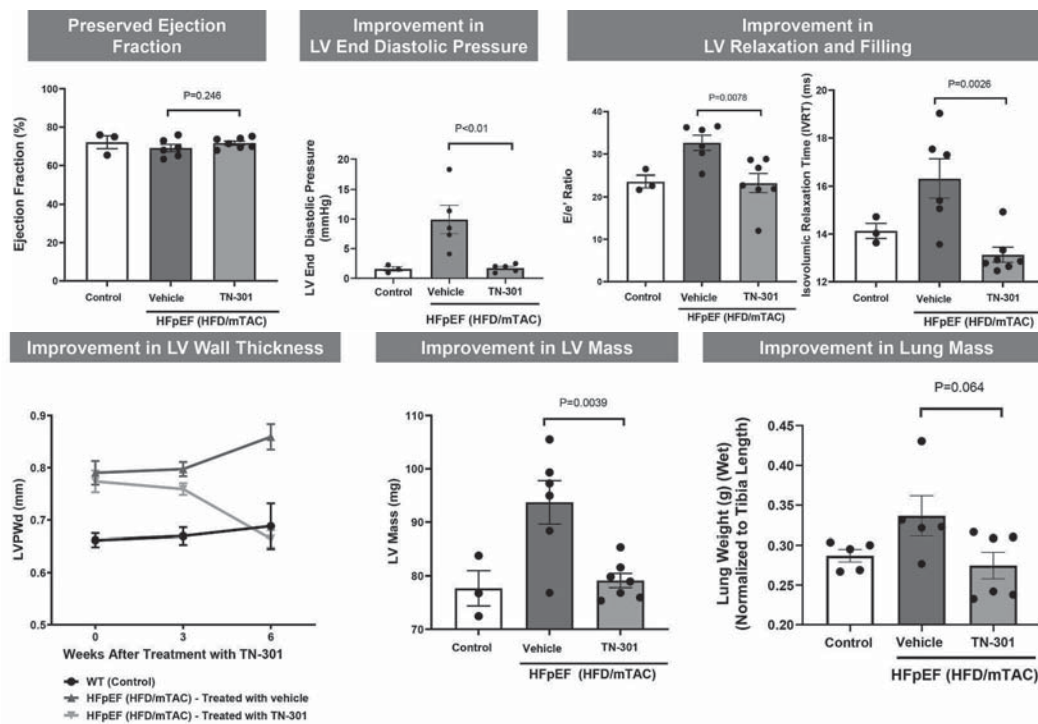 Preserved Ejection
Fraction
Improvement in
LV End Diastolic Pressure
Improvement in
LV Relaxation and Filling
Ejection Fraction (%)
100
80
60
40
20
0
P=0.246
Control
Vehicle
TN-301
HFpEF (HFD/mTAC)
LV End Diastolic Pressure
(mmHg)
20
15
10
5
0
P<0.01
Control
Vehicle
TN-301
HFpEF (HFD/mTAC)
E/e' Ratio
40
30
20
10
0
P=0.0078
Control
Vehicle
TN-301
HFpEF (HFD/mTAC)
Isovolumic Relaxation Time (IVRT) (ms)
20
18
16
14
12
P=0.0026
Control
Vehicle
TN-301
HFpEF (HFD/mTAC)
Improvement in LV Wall Thickness
Improvement in LV Mass
Improvement in Lung Mass
LVPWd (mm)
0.9
0.8
0.7
0.6
0.5
0
3
6
Weeks After Treatment with TN-301
WT (Control)
HFpEF (HFD/mTAC) - Treated with vehicle
HFpEF (HFD/mTAC) - Treated with TN-301
LV Mass (mg)
110
100
90
80
70
P=0.0039
Control
Vehicle
TN-301
HFpEF (HFD/mTAC)
Lung Weight (g) (Wet)
(Normalized to Tibia Length)
0.45
0.40
0.35
0.30
0.25
0.20
P=0.064
Control
Vehicle
TN-301
HFpEF (HFD/mTAC)